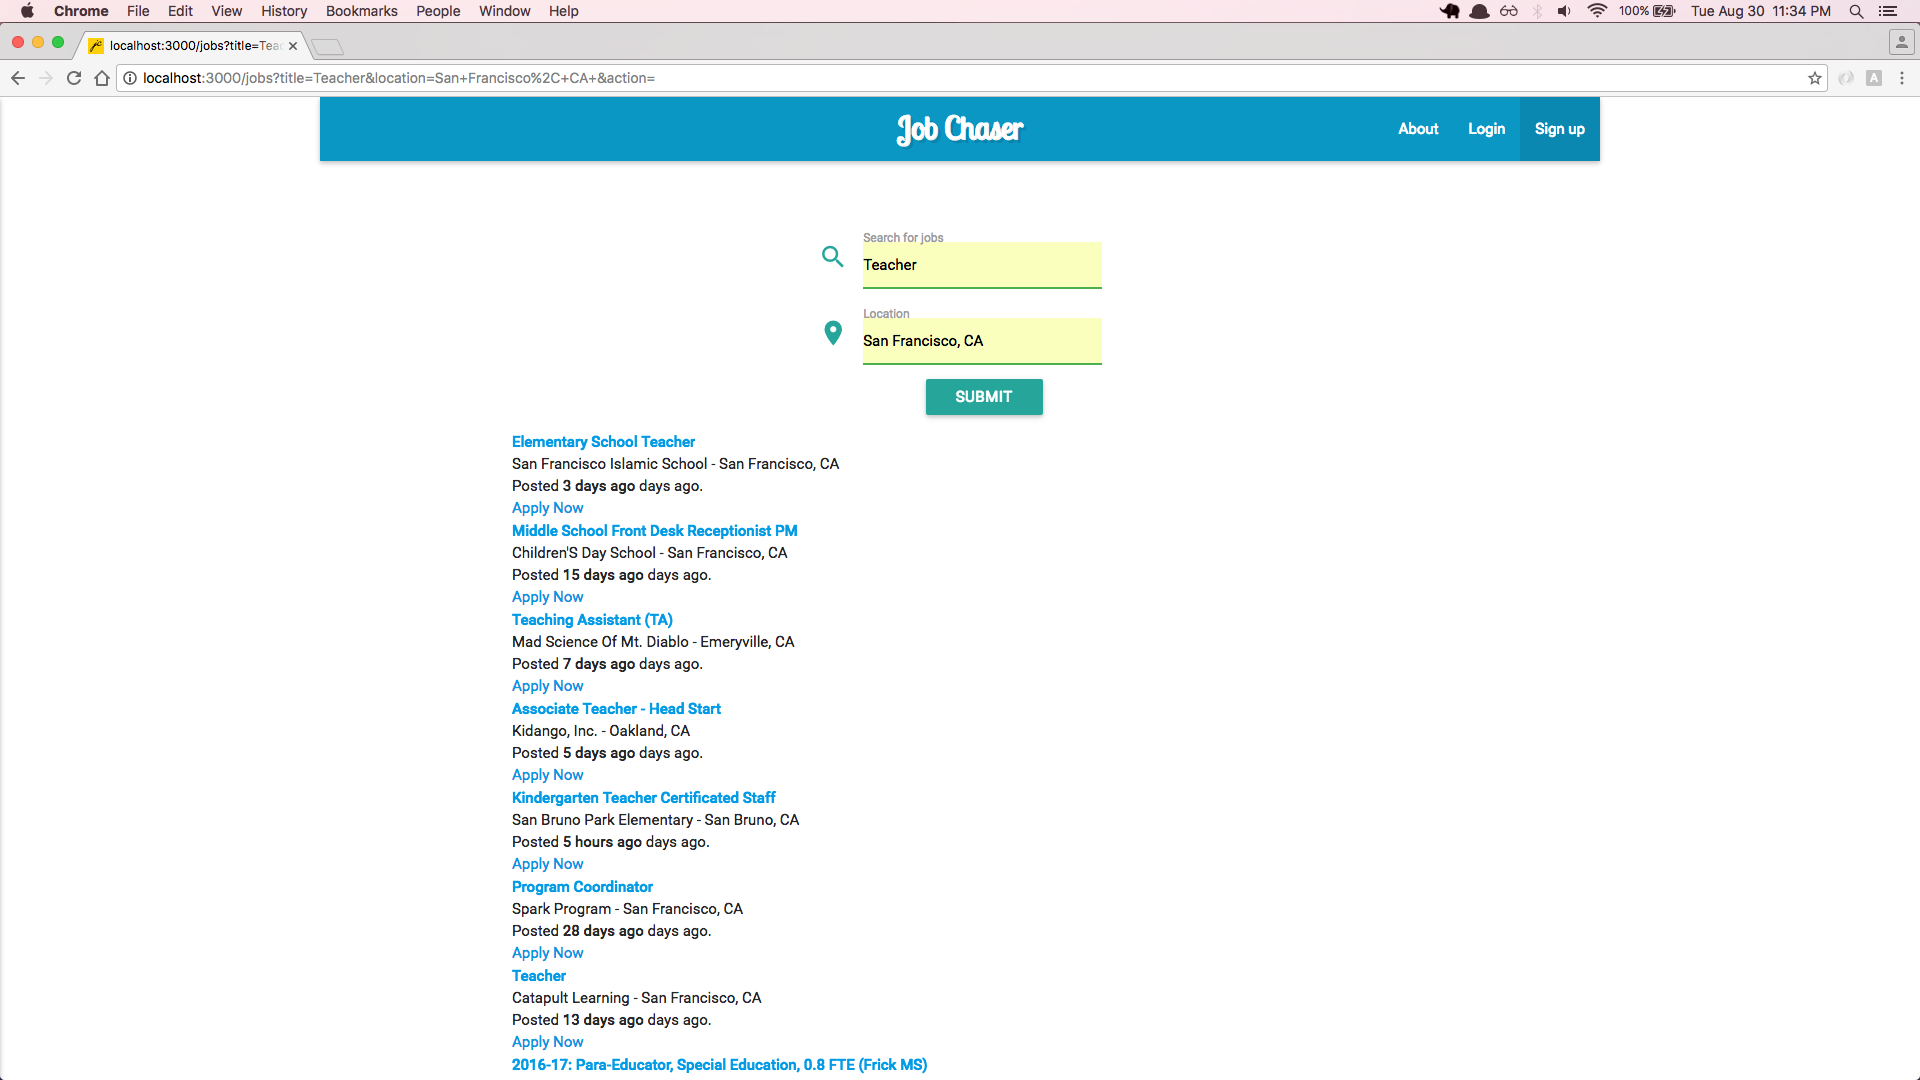 Chrome File Edit View History Bookmarks People Window Help 100% Tue Aug 30 11:34 PM
localhost:3000/jobs?title=Teac
localhost:3000/jobs?title=Teacher&location=San+Francisco%2C+CA+&action=
A
Job Chaser About Login Sign up
Search for jobs
Teacher
Location
San Francisco, CA
SUBMIT
Elementary School Teacher
San Francisco Islamic School - San Francisco, CA
Posted 3 days ago days ago.
Apply Now
Middle School Front Desk Receptionist PM
Children'S Day School - San Francisco, CA
Posted 15 days ago days ago.
Apply Now
Teaching Assistant (TA)
Mad Science Of Mt. Diablo - Emeryville, CA
Posted 7 days ago days ago.
Apply Now
Associate Teacher - Head Start
Kidango, Inc. - Oakland, CA
Posted 5 days ago days ago.
Apply Now
Kindergarten Teacher Certificated Staff
San Bruno Park Elementary - San Bruno, CA
Posted 5 hours ago days ago.
Apply Now
Program Coordinator
Spark Program - San Francisco, CA
Posted 28 days ago days ago.
Apply Now
Teacher
Catapult Learning - San Francisco, CA
Posted 13 days ago days ago.
Apply Now
2016-17: Para-Educator, Special Education, 0.8 FTE (Frick MS)